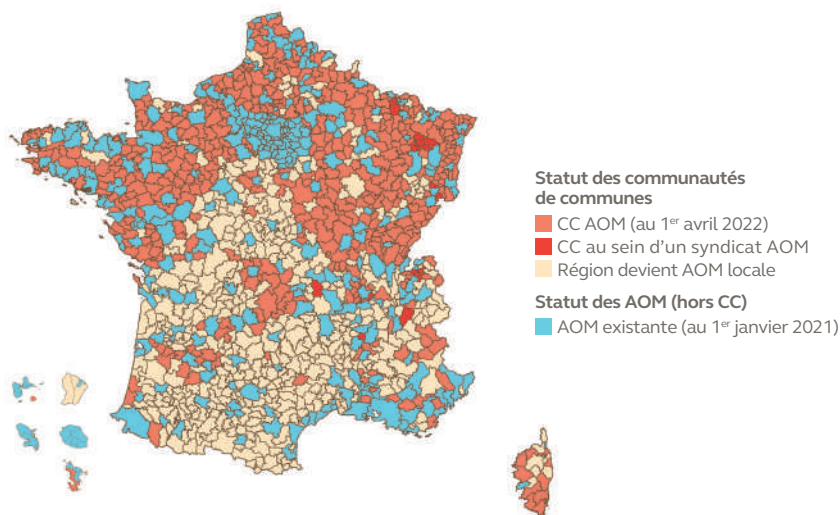 Statut des communautés
de communes
CC AOM (au 1er avril 2022)
CC au sein d’un syndicat AOM
Région devient AOM locale
Statut des AOM (hors CC)
AOM existante (au 1er janvier 2021)